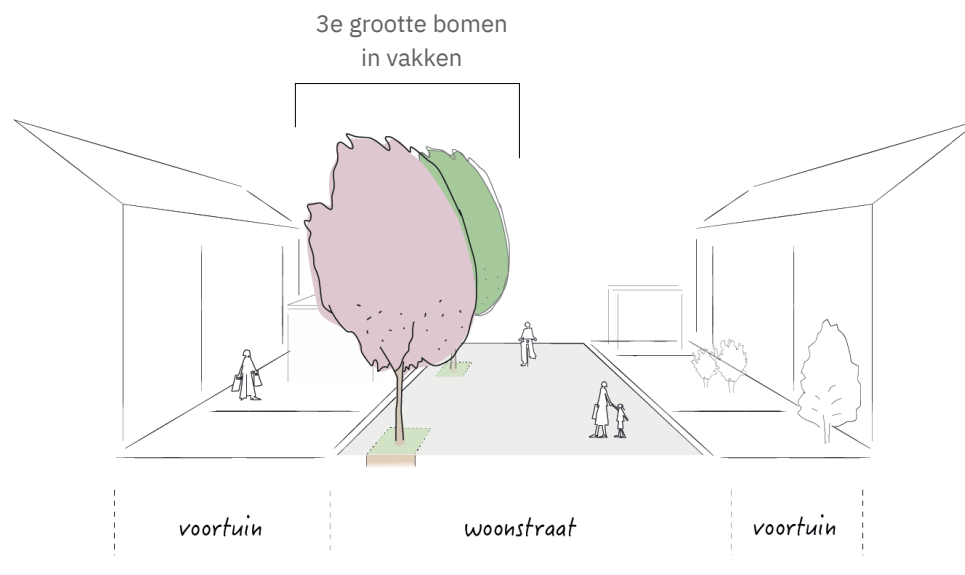 3e grootte bomen
in vakken
voortuin
woonstraat
voortuin